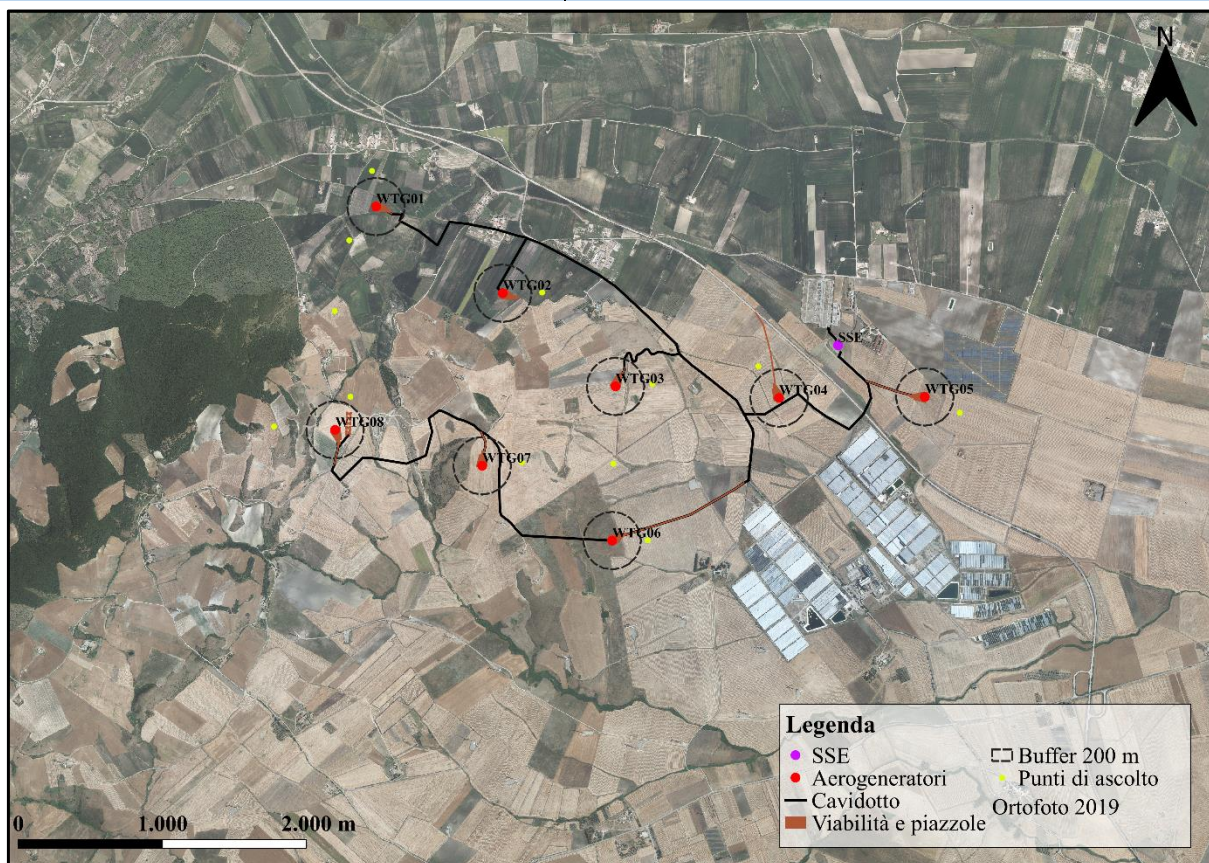 N
WTG01
WTG02
SSE
WTG03
WTG04
WTG05
WTG08
WTG07
WTG06
Legenda
SSE
Aerogeneratori
Cavidotto
Viabilità e piazzole
Buffer 200 m
Punti di ascolto
Ortofoto 2019
0 1.000 2.000 m